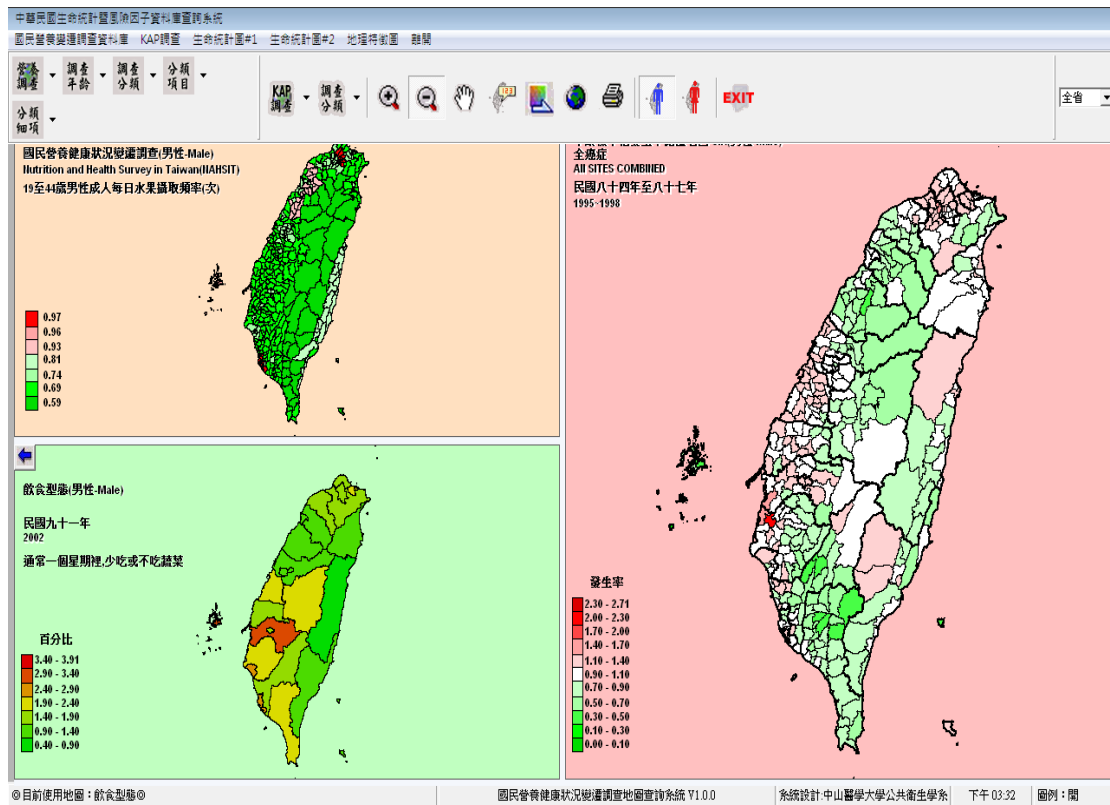 中華民國生命統計暨風險因子資料庫查詢系統
國民營養變遷調查資料庫 KAP調查 生命統計圖#1 生命統計圖#2 地理特徵圖 離開
營養調查 調查年齡 調查分類 分類項目
分類細項
KAP調查 調查分類 EXIT 全省
國民營養健康狀況變遷調查(男性-Male)
Nutrition and Health Survey in Taiwan(NAHSIT)
19至44歲男性成人每日水果攝取頻率(次)
0.97
0.96
0.93
0.81
0.74
0.69
0.59
飲食型態(男性-Male)
民國九十一年
2002
通常一個星期裡,少吃或不吃蔬菜
百分比
3.40 - 3.91
2.90 - 3.40
2.40 - 2.90
1.90 - 2.40
1.40 - 1.90
0.90 - 1.40
0.40 - 0.90
全癌症
All SITES COMBINED
民國八十四年至八十七年
1995~1998
發生率
2.30 - 2.71
2.00 - 2.30
1.70 - 2.00
1.40 - 1.70
1.10 - 1.40
0.90 - 1.10
0.70 - 0.90
0.50 - 0.70
0.30 - 0.50
0.10 - 0.30
0.00 - 0.10
◎目前使用地圖：飲食型態◎ 國民營養健康狀況變遷調查地圖查詢系統 V1.0.0 系統設計:中山醫學大學公共衛生學系 下午 03:32 圖例：開